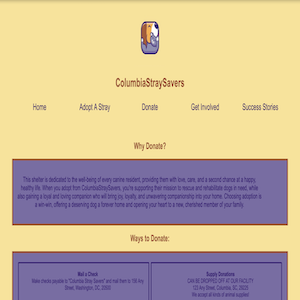 ColumbiaStraySavers
Home
Adopt A Stray
Donate
Get Involved
Success Stories
Why Donate?
This shelter is dedicated to the well-being of every canine resident, providing them with love, care, and a second chance at a happy,
healthy life. When you adopt from ColumbiaStraySavers, you're supporting their mission to rescue and rehabilitate dogs in need, while
also gaining a loyal and loving companion who will bring joy, loyalty, and unwavering companionship into your home. Choosing adoption is
a win-win, offering a deserving dog a forever home and opening your heart to a new, cherished member of your family.
Ways to Donate:
Mail a Check
Make checks payable to "Columbia Stray Savers" and mail them to
Street, Washington, DC, 20500
Supply Donations
CAN BE DROPPED OFF AT OUR FACILITY
123 Any Street, Columbia, SC, 29225
We accept all kinds of animal supplies!